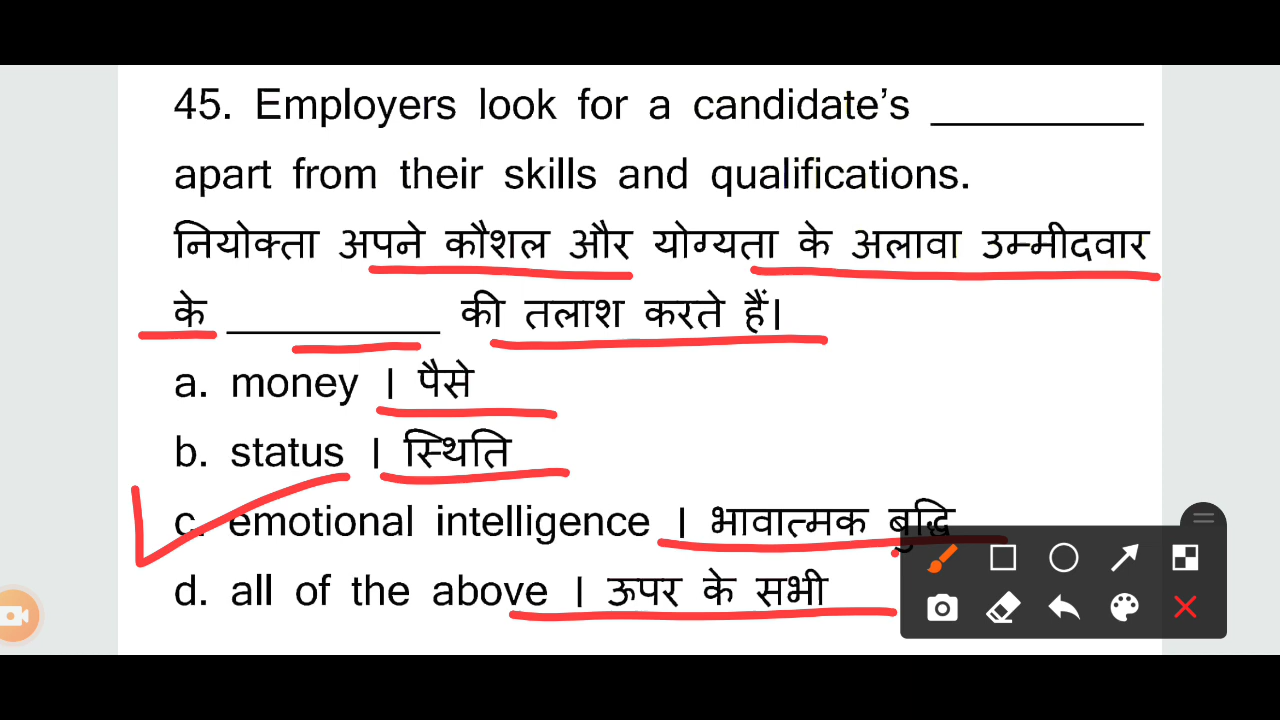 45. Employers look for a candidate’s __________
apart from their skills and qualifications.
नियोक्ता अपने कौशल और योग्यता के अलावा उम्मीदवार
के __________ की तलाश करते हैं।
a. money । पैसे
b. status । स्थिति
c. emotional intelligence । भावात्मक बुद्धि
d. all of the above । ऊपर के सभी